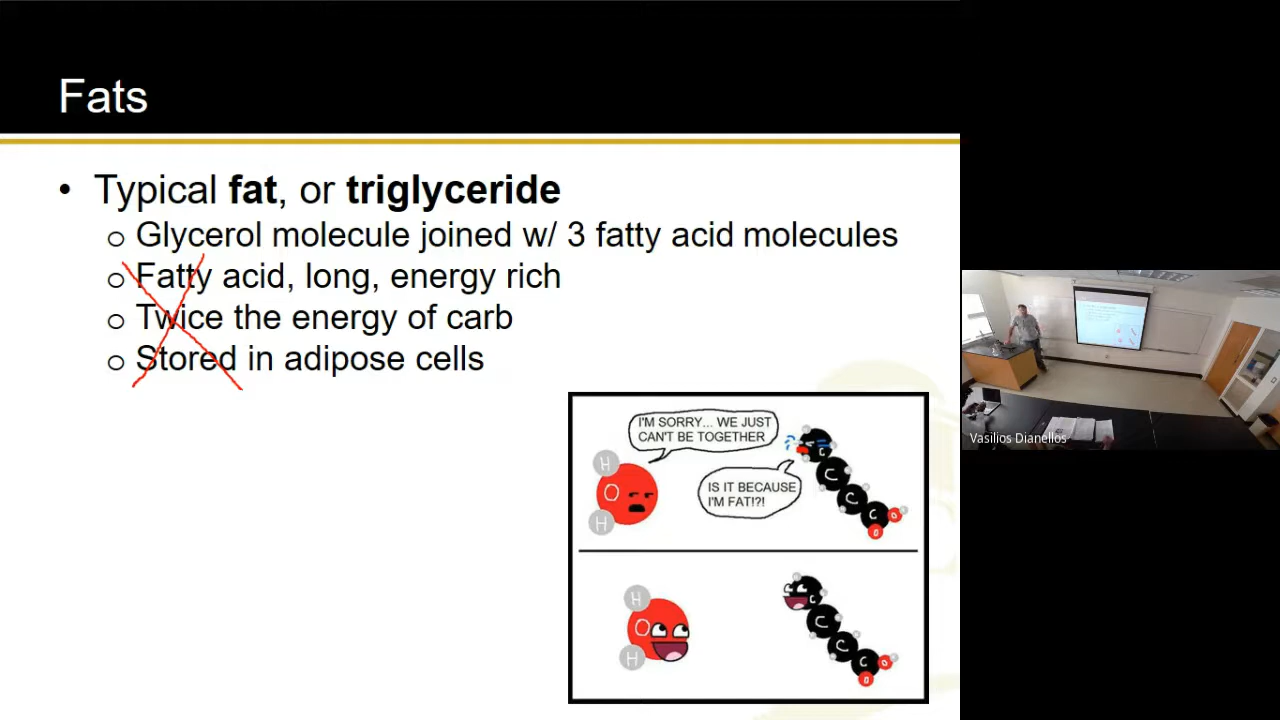 Fats
• Typical fat, or triglyceride
o Glycerol molecule joined w/ 3 fatty acid molecules
o Fatty acid, long, energy rich
o Twice the energy of carb
o Stored in adipose cells
I'M SORRY... WE JUST
CAN'T BE TOGETHER
H
O
H
IS IT BECAUSE
I'M FAT!?!
C
C
C
C
O
O
H
O
H
C
C
C
C
O
O
Vasilios Dianellos